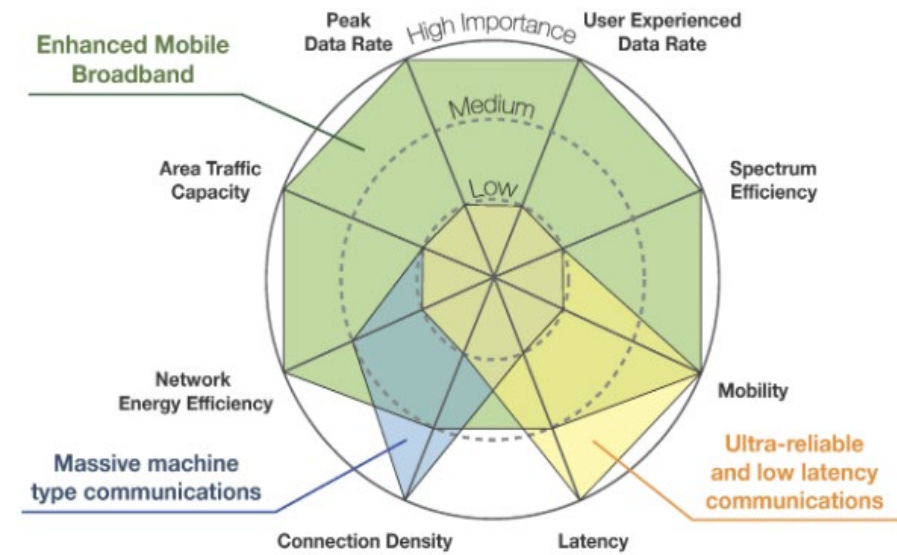 Peak
Data Rate
High Importance
User Experienced
Data Rate
Enhanced Mobile
Broadband
Medium
Area Traffic
Capacity
Low
Spectrum
Efficiency
Network
Energy Efficiency
Mobility
Massive machine
type communications
Ultra-reliable
and low latency
communications
Connection Density
Latency